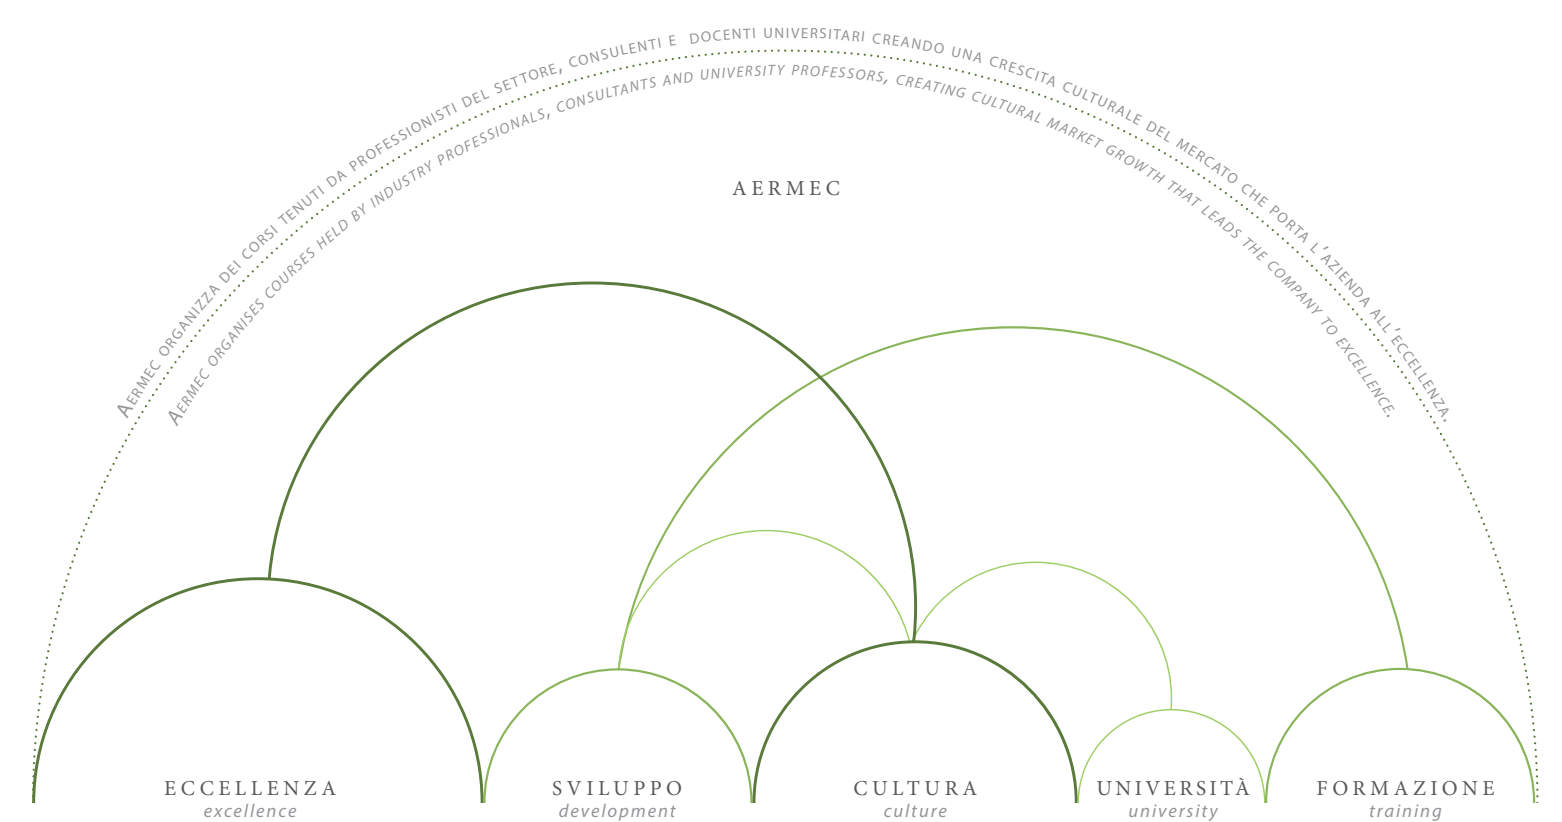 Aermec organizza dei corsi tenuti da professionisti del settore, consulenti e docenti universitari creando una crescita culturale del mercato che porta l'azienda all'eccellenza.
Aermec organises courses held by industry professionals, consultants and university professors, creating cultural market growth that leads the company to excellence.
AERMEC
ECCELLENZA
excellence
SVILUPPO
development
CULTURA
culture
UNIVERSITÀ
university
FORMAZIONE
training